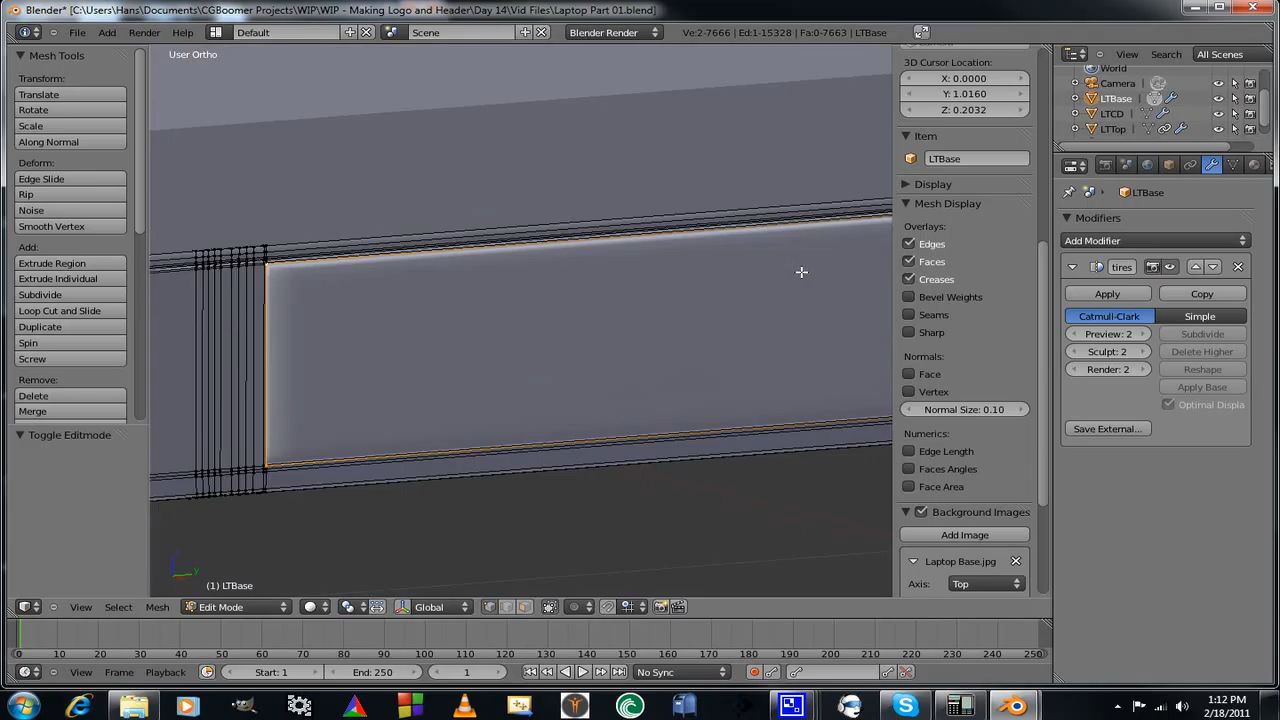 Blender* [C:\Users\Hans\Documents\CGBoomer Projects\WIP\WIP - Making Logo and Header\Day 14\Vid Files\Laptop Part 01.blend]
File Add Render Help Default Scene Blender Render Ve:2-7666 | Ed:1-15328 | Fa:0-7663 | LTBase
Mesh Tools
Transform:
Translate
Rotate
Scale
Along Normal
Deform:
Edge Slide
Rip
Noise
Smooth Vertex
Add:
Extrude Region
Extrude Individual
Subdivide
Loop Cut and Slide
Duplicate
Spin
Screw
Remove:
Delete
Merge
Toggle Editmode
User Ortho
z
y
(1) LTBase
3D Cursor Location:
X: 0.0000
Y: 1.0160
Z: 0.2032
Item
LTBase
Display
Mesh Display
Overlays:
Edges
Faces
Creases
Bevel Weights
Seams
Sharp
Normals:
Face
Vertex
Normal Size: 0.10
Numerics:
Edge Length
Faces Angles
Face Area
Background Images
Add Image
Laptop Base.jpg
Axis: Top
View Search All Scenes
World
Camera
LTBase
LTCD
LTTop
LTBase
Modifiers
Add Modifier
tires
Apply Copy
Catmull-Clark Simple
Preview: 2 Subdivide
Sculpt: 2 Delete Higher
Render: 2 Reshape
Apply Base
Optimal Displa
Save External...
View Select Mesh Edit Mode Global
0 10 20 30 40 50 60 70 80 90 100 110 120 130 140 150 160 170 180 190 200 210 220 230 240 250
View Frame Playback Start: 1 End: 250 1 No Sync
1:12 PM
2/18/2011